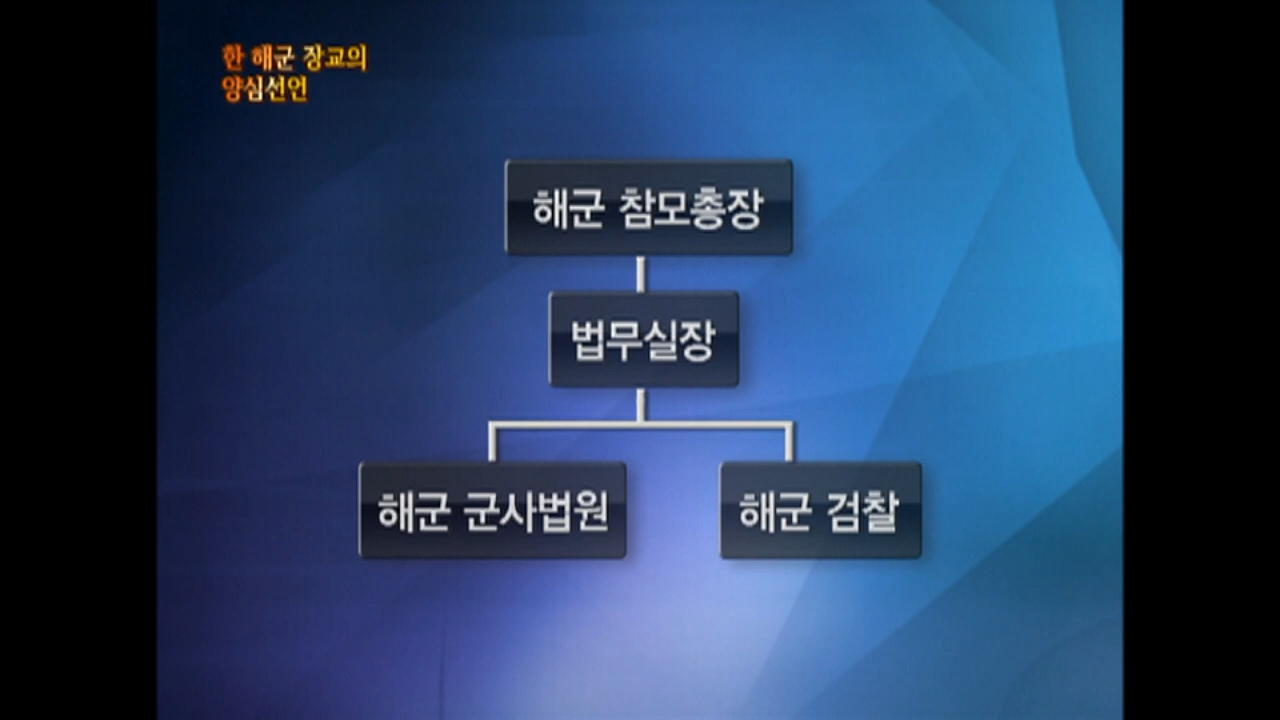 한 해군 장교의
양심선언
해군 참모총장
법무실장
해군 군사법원
해군 검찰